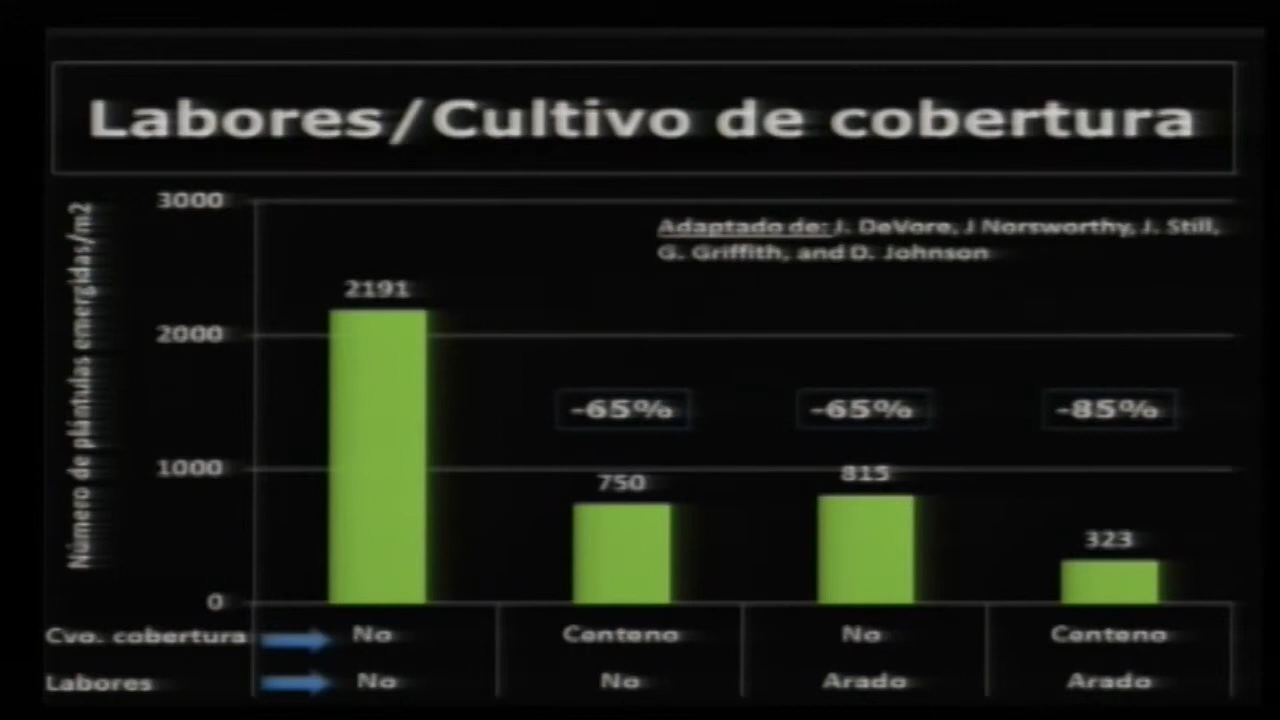 Labores/Cultivo de cobertura
Número de plántulas emergidas/m2
3000
2000
1000
0
Adaptado de: J. DeVore, J Norsworthy, J. Still,
G. Griffith, and D. Johnson
2191
750
815
323
-65%
-65%
-85%
Cvo. cobertura No Centeno No Centeno
Labores No No Arado Arado